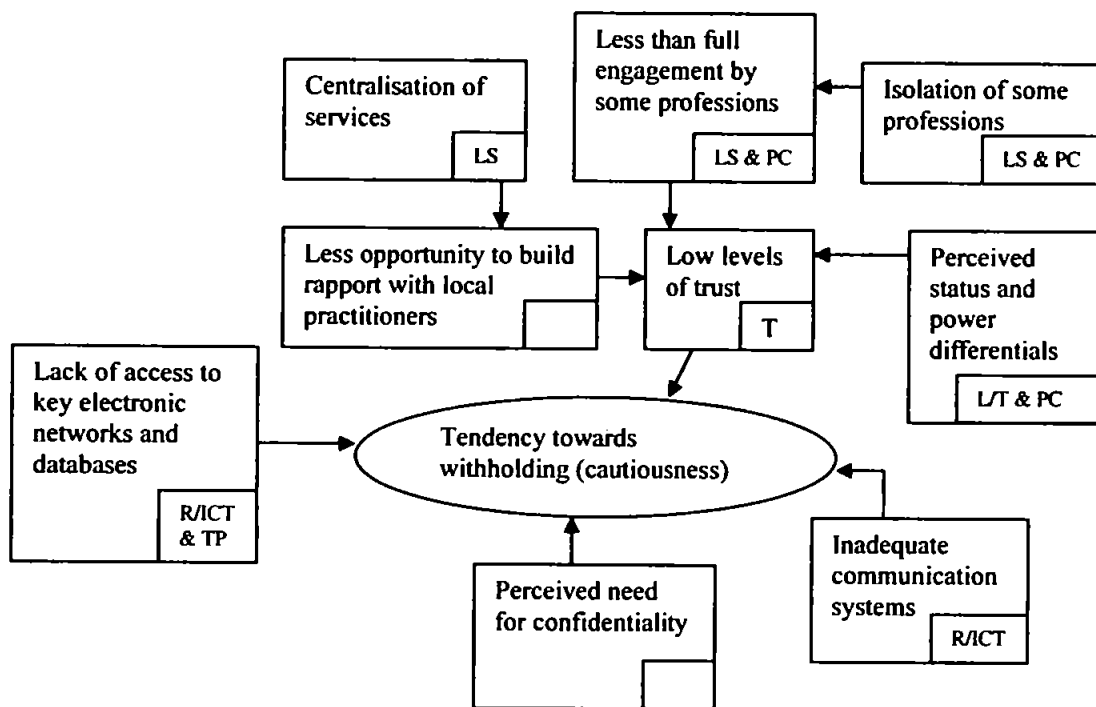 Less than full
engagement by
some professions
LS & PC
Centralisation of
services
LS
Isolation of some
professions
LS & PC
Less opportunity to build
rapport with local
practitioners
Low levels
of trust
T
Perceived
status and
power
differentials
L/T & PC
Lack of access to
key electronic
networks and
databases
R/ICT
& TP
Tendency towards
withholding (cautiousness)
Inadequate
communication
systems
R/ICT
Perceived need
for confidentiality